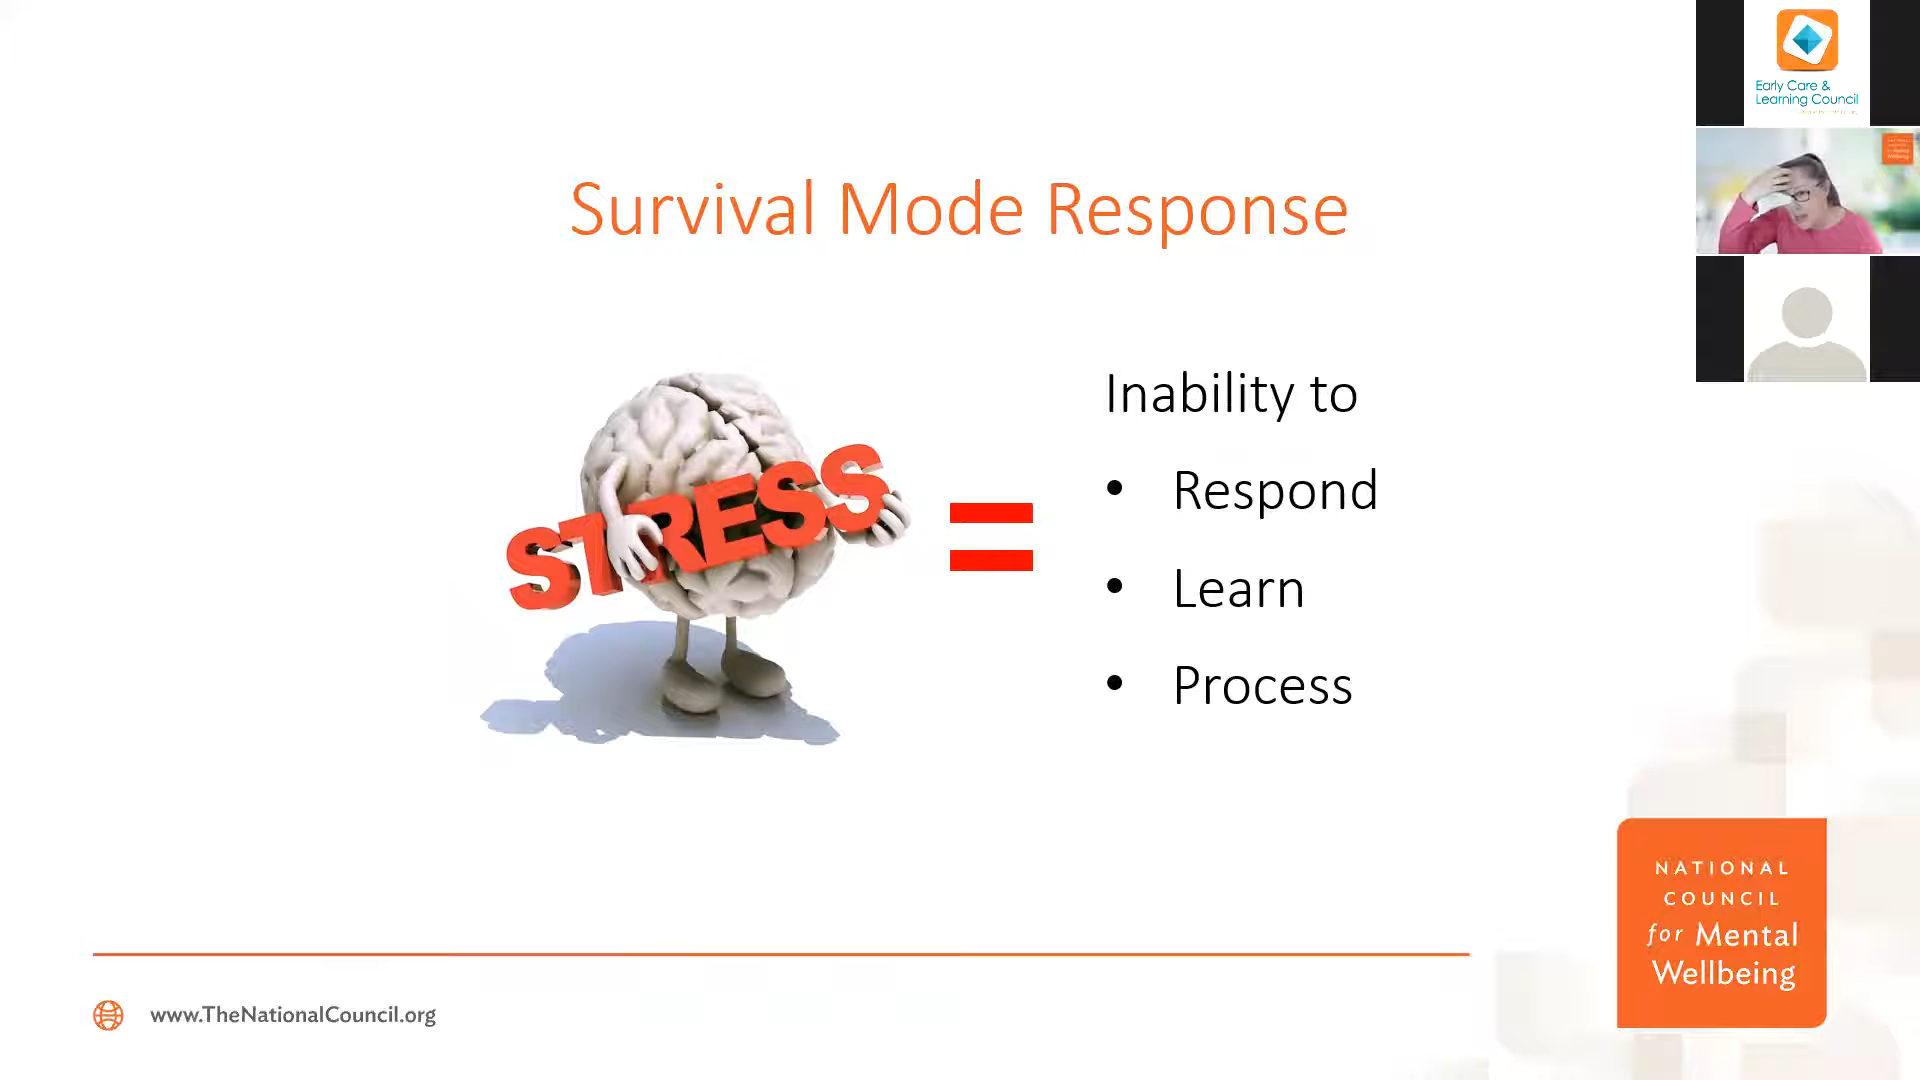 Early Care &
Learning Council
Survival Mode Response
STRESS
Inability to
• Respond
• Learn
• Process
NATIONAL
COUNCIL
for Mental
Wellbeing
www.TheNationalCouncil.org